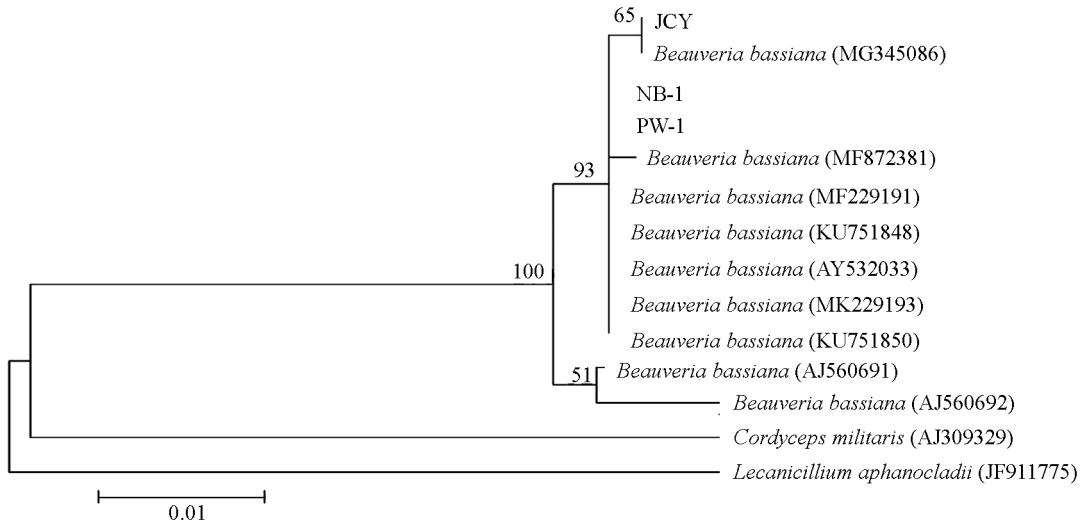 65 JCY
Beauveria bassiana (MG345086)
NB-1
PW-1
Beauveria bassiana (MF872381)
93
Beauveria bassiana (MF229191)
Beauveria bassiana (KU751848)
Beauveria bassiana (AY532033)
100
Beauveria bassiana (MK229193)
Beauveria bassiana (KU751850)
51 Beauveria bassiana (AJ560691)
Beauveria bassiana (AJ560692)
Cordyceps militaris (AJ309329)
Lecanicillium aphanocladii (JF911775)
0.01